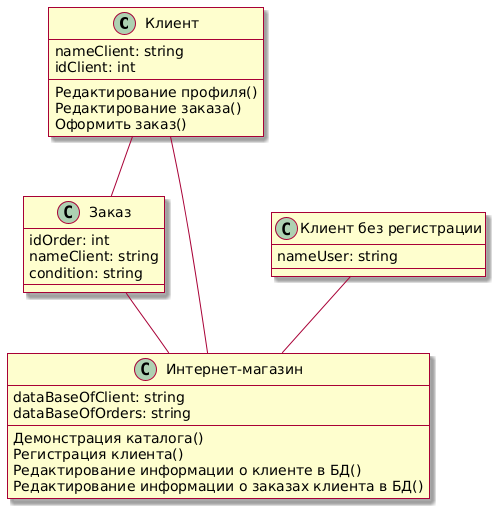 C Клиент
nameClient: string
idClient: int
Редактирование профиля()
Редактирование заказа()
Оформить заказ()
C Заказ
idOrder: int
nameClient: string
condition: string
C Клиент без регистрации
nameUser: string
C Интернет-магазин
dataBaseOfClient: string
dataBaseOfOrders: string
Демонстрация каталога()
Регистрация клиента()
Редактирование информации о клиенте в БД()
Редактирование информации о заказах клиента в БД()